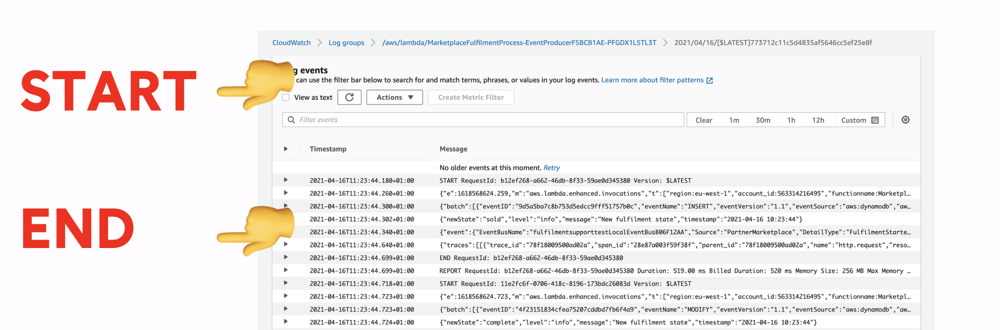 CloudWatch > Log groups > /aws/lambda/MarketplaceFulfilmentProcess-EventProducerF5BCB1AE-PFGDX1L5TL3T > 2021/04/16/[$LATEST]773712c11c5d4835af5646cc5ef25e8f
START
g events
can use the filter bar below to search for and match terms, phrases, or values in your log events. Learn more about filter patterns
View as text Actions Create Metric Filter
Filter events Clear 1m 30m 1h 12h Custom
Timestamp Message
No older events at this moment. Retry
2021-04-16T11:23:44.180+01:00 START RequestId: b12ef268-a662-46db-8f33-59ae0d345380 Version: $LATEST
2021-04-16T11:23:44.260+01:00 {"e":1618568624.259,"m":"aws.lambda.enhanced.invocations","t":["region:eu-west-1","account_id:563314216495","functionname:Marketpl…
2021-04-16T11:23:44.300+01:00 {"batch":[{"eventID":"9d5a5ba7c8b753d5edcc9fff51757b0c","eventName":"INSERT","eventVersion":"1.1","eventSource":"aws:dynamodb","aw…
2021-04-16T11:23:44.302+01:00 {"newState":"sold","level":"info","message":"New fulfilment state","timestamp":"2021-04-16 10:23:44"}
END
2021-04-16T11:23:44.340+01:00 {"event":{"EventBusName":"fulfilmentsupporttestLocalEventBusB06F12AA","Source":"PartnerMarketplace","DetailType":"FulfilmentStarte…
2021-04-16T11:23:44.640+01:00 {"traces":[[{"trace_id":"78f18009500ad02a","span_id":"28e87a003f59f38f","parent_id":"78f18009500ad02a","name":"http.request","reso…
2021-04-16T11:23:44.699+01:00 END RequestId: b12ef268-a662-46db-8f33-59ae0d345380
2021-04-16T11:23:44.699+01:00 REPORT RequestId: b12ef268-a662-46db-8f33-59ae0d345380 Duration: 519.00 ms Billed Duration: 520 ms Memory Size: 256 MB Max Memory …
2021-04-16T11:23:44.718+01:00 START RequestId: 11e2fc6f-0706-418c-8196-173bdc26083d Version: $LATEST
2021-04-16T11:23:44.723+01:00 {"e":1618568624.723,"m":"aws.lambda.enhanced.invocations","t":["region:eu-west-1","account_id:563314216495","functionname:Marketpl…
2021-04-16T11:23:44.723+01:00 {"batch":[{"eventID":"4f23151834cfea75207cddbd7fb6f4a9","eventName":"MODIFY","eventVersion":"1.1","eventSource":"aws:dynamodb","aw…
2021-04-16T11:23:44.724+01:00 {"newState":"complete","level":"info","message":"New fulfilment state","timestamp":"2021-04-16 10:23:44"}